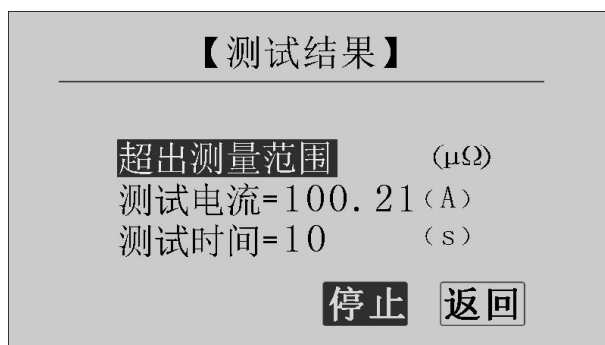 【测试结果】
超出测量范围 (μΩ)
测试电流=100.21(A)
测试时间=10 (s)
停止 返回